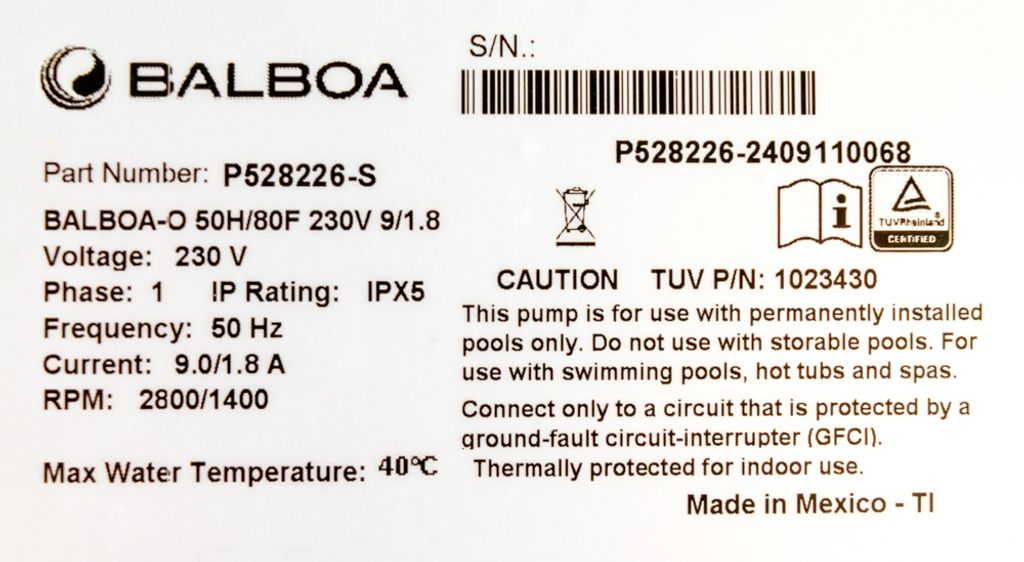 BALBOA
S/N.:
P528226-2409110068
Part Number: P528226-S
BALBOA-O 50H/80F 230V 9/1.8
Voltage: 230 V
Phase: 1 IP Rating: IPX5
Frequency: 50 Hz
Current: 9.0/1.8 A
RPM: 2800/1400
Max Water Temperature: 40°C
i
TUVRheinland®
CERTIFIED
CAUTION TUV P/N: 1023430
This pump is for use with permanently installed
pools only. Do not use with storable pools. For
use with swimming pools, hot tubs and spas.
Connect only to a circuit that is protected by a
ground-fault circuit-interrupter (GFCI).
Thermally protected for indoor use.
Made in Mexico - TI